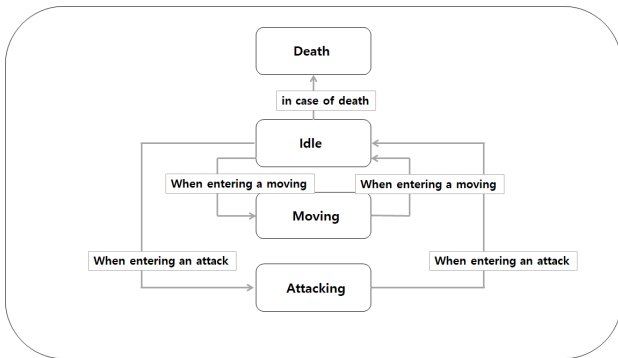 Death
in case of death
Idle
When entering a moving
When entering a moving
Moving
When entering an attack
When entering an attack
Attacking